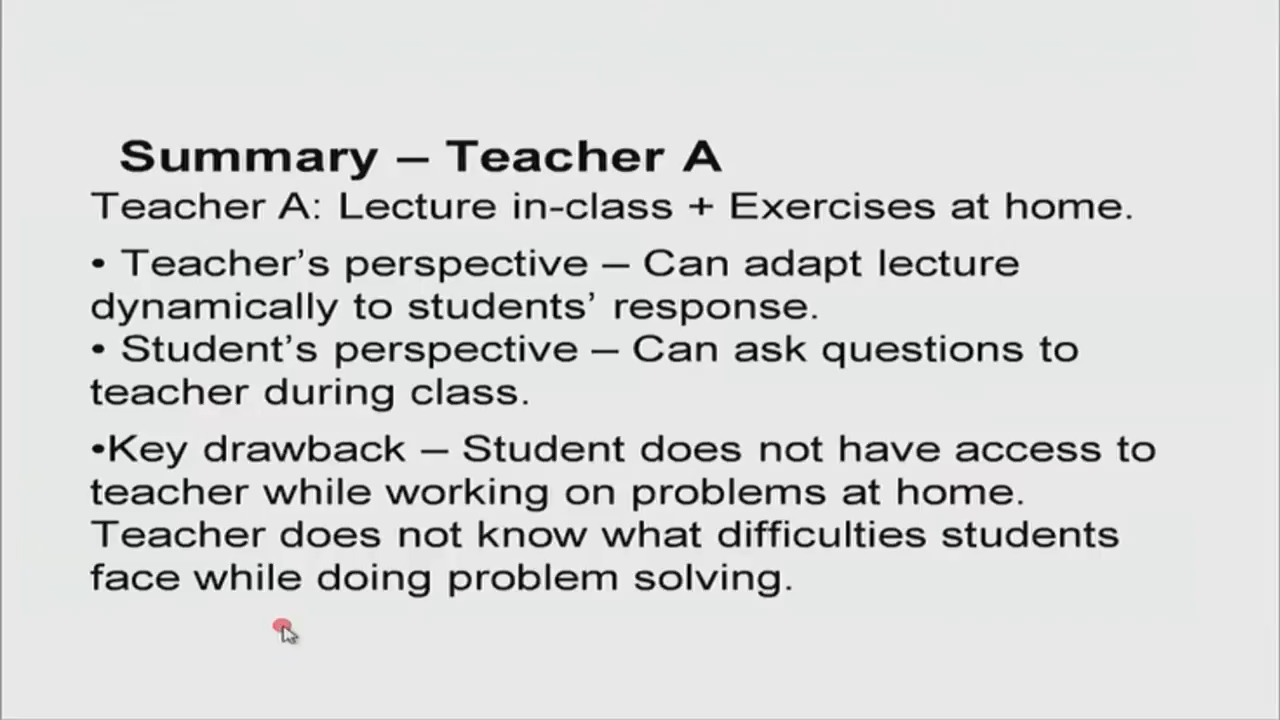 Summary – Teacher A
Teacher A: Lecture in-class + Exercises at home.
• Teacher’s perspective – Can adapt lecture
dynamically to students’ response.
• Student’s perspective – Can ask questions to
teacher during class.
•Key drawback – Student does not have access to
teacher while working on problems at home.
Teacher does not know what difficulties students
face while doing problem solving.